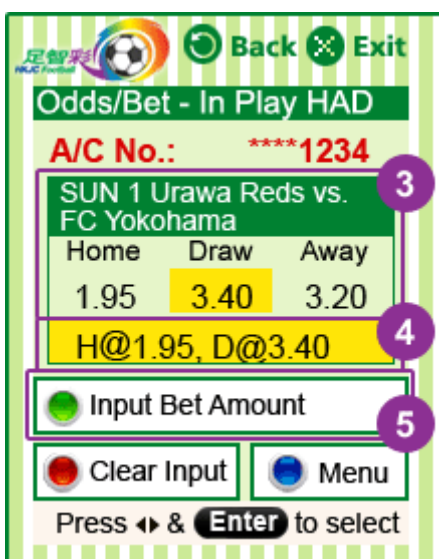 足智彩
HKJC Football
Back Exit
Odds/Bet - In Play HAD
A/C No.: ****1234
3
SUN 1 Urawa Reds vs.
FC Yokohama
Home Draw Away
1.95 3.40 3.20
4
H@1.95, D@3.40
Input Bet Amount
5
Clear Input Menu
Press ◂▸ & Enter to select